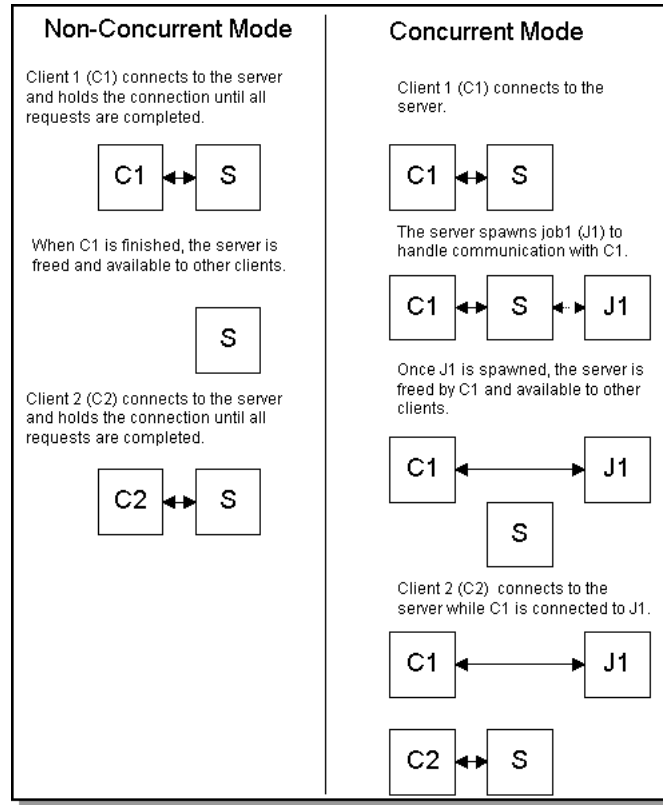 Non-Concurrent Mode
Client 1 (C1) connects to the server
and holds the connection until all
requests are completed.
C1 S
When C1 is finished, the server is
freed and available to other clients.
S
Client 2 (C2) connects to the server
and holds the connection until all
requests are completed.
C2 S
Concurrent Mode
Client 1 (C1) connects to the
server.
C1 S
The server spawns job1 (J1) to
handle communication with C1.
C1 S J1
Once J1 is spawned, the server is
freed by C1 and available to other
clients.
C1 J1
S
Client 2 (C2) connects to the
server while C1 is connected to J1.
C1 J1
C2 S